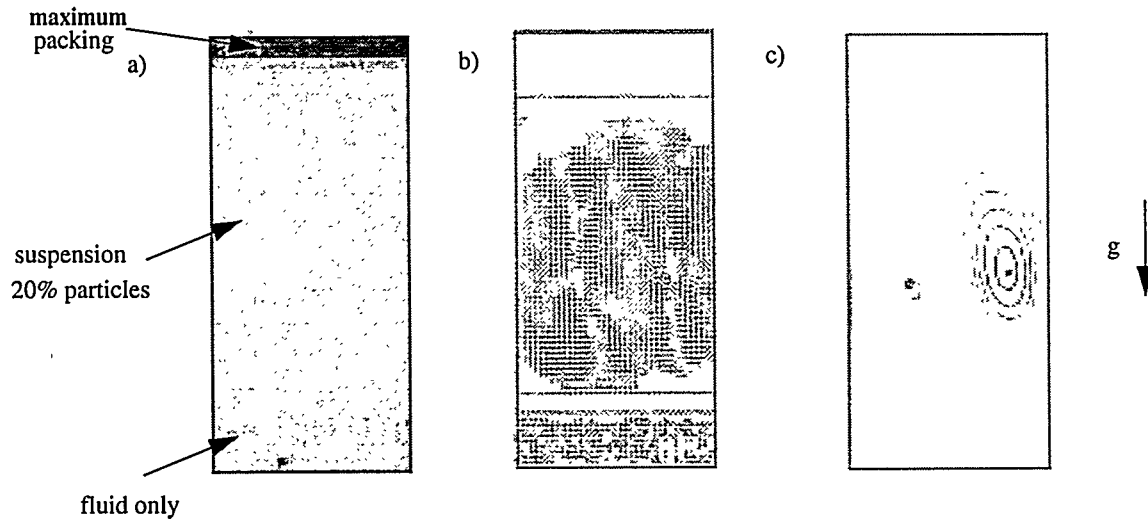 maximum
packing
a)
b)
c)
suspension
20% particles
g
fluid only